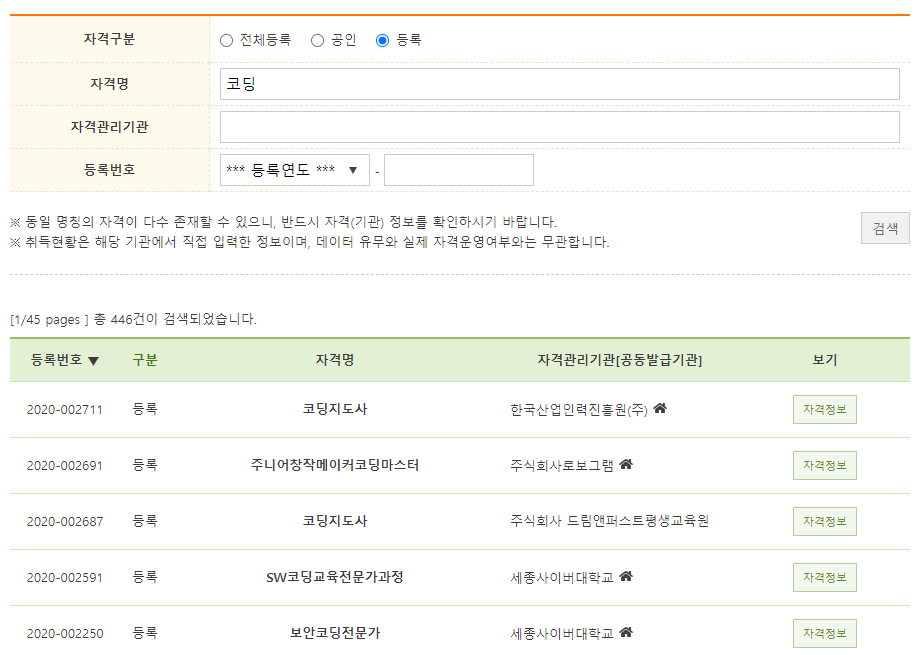 자격구분 전체등록 공인 등록
자격명 코딩
자격관리기관
등록번호 *** 등록연도 *** ▼ -
※ 동일 명칭의 자격이 다수 존재할 수 있으니, 반드시 자격(기관) 정보를 확인하시기 바랍니다.
※ 취득현황은 해당 기관에서 직접 입력한 정보이며, 데이터 유무와 실제 자격운영여부와는 무관합니다.
검색
[1/45 pages ] 총 446건이 검색되었습니다.
등록번호 ▼ 구분 자격명 자격관리기관[공동발급기관] 보기
2020-002711 등록 코딩지도사 한국산업인력진흥원(주) 자격정보
2020-002691 등록 주니어창작메이커코딩마스터 주식회사로보그램 자격정보
2020-002687 등록 코딩지도사 주식회사 드림앤퍼스트평생교육원 자격정보
2020-002591 등록 SW코딩교육전문가과정 세종사이버대학교 자격정보
2020-002250 등록 보안코딩전문가 세종사이버대학교 자격정보